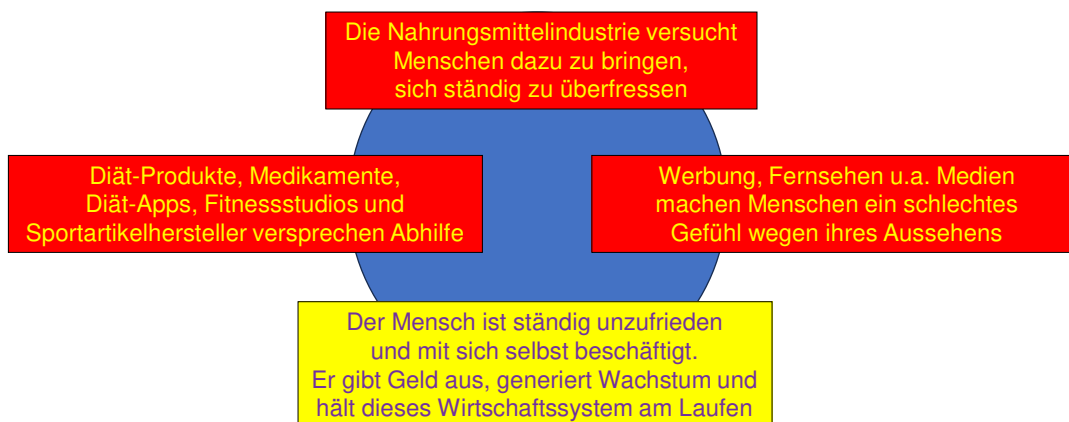 Die Nahrungsmittelindustrie versucht
Menschen dazu zu bringen,
sich ständig zu überfressen
Diät-Produkte, Medikamente,
Diät-Apps, Fitnessstudios und
Sportartikelhersteller versprechen Abhilfe
Werbung, Fernsehen u.a. Medien
machen Menschen ein schlechtes
Gefühl wegen ihres Aussehens
Der Mensch ist ständig unzufrieden
und mit sich selbst beschäftigt.
Er gibt Geld aus, generiert Wachstum und
hält dieses Wirtschaftssystem am Laufen